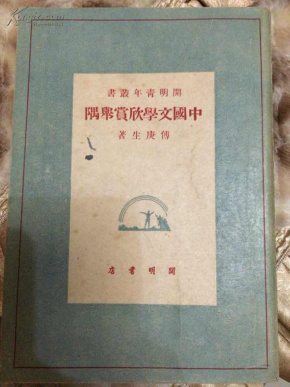 書叢年青明開
隅舉賞欣學文國中
著生庚傅
店書明開